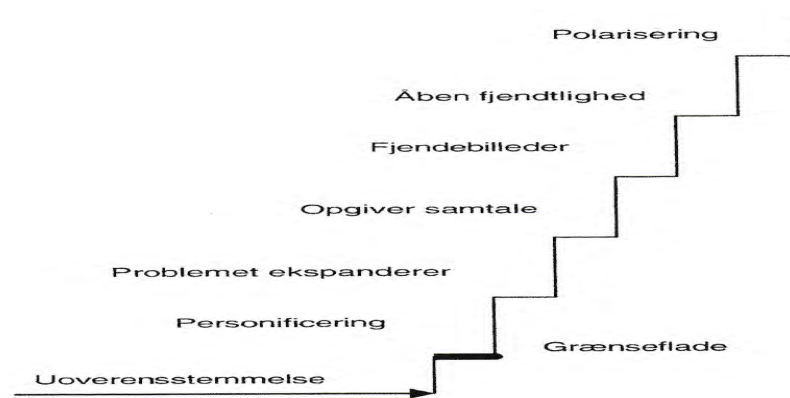 Polarisering
Åben fjendtlighed
Fjendebilleder
Opgiver samtale
Problemet ekspanderer
Personificering
Grænseflade
Uoverensstemmelse